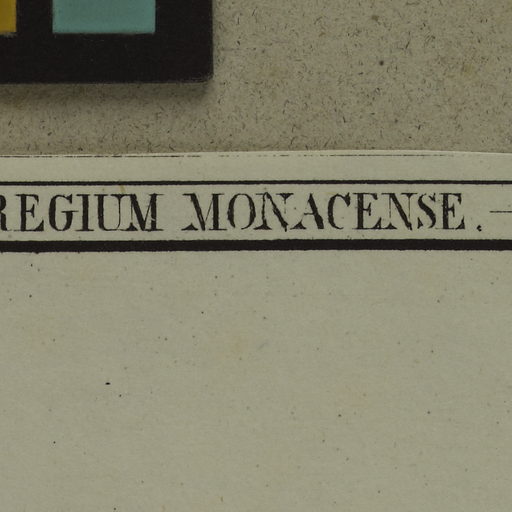 REGIUM MONACENSE. —